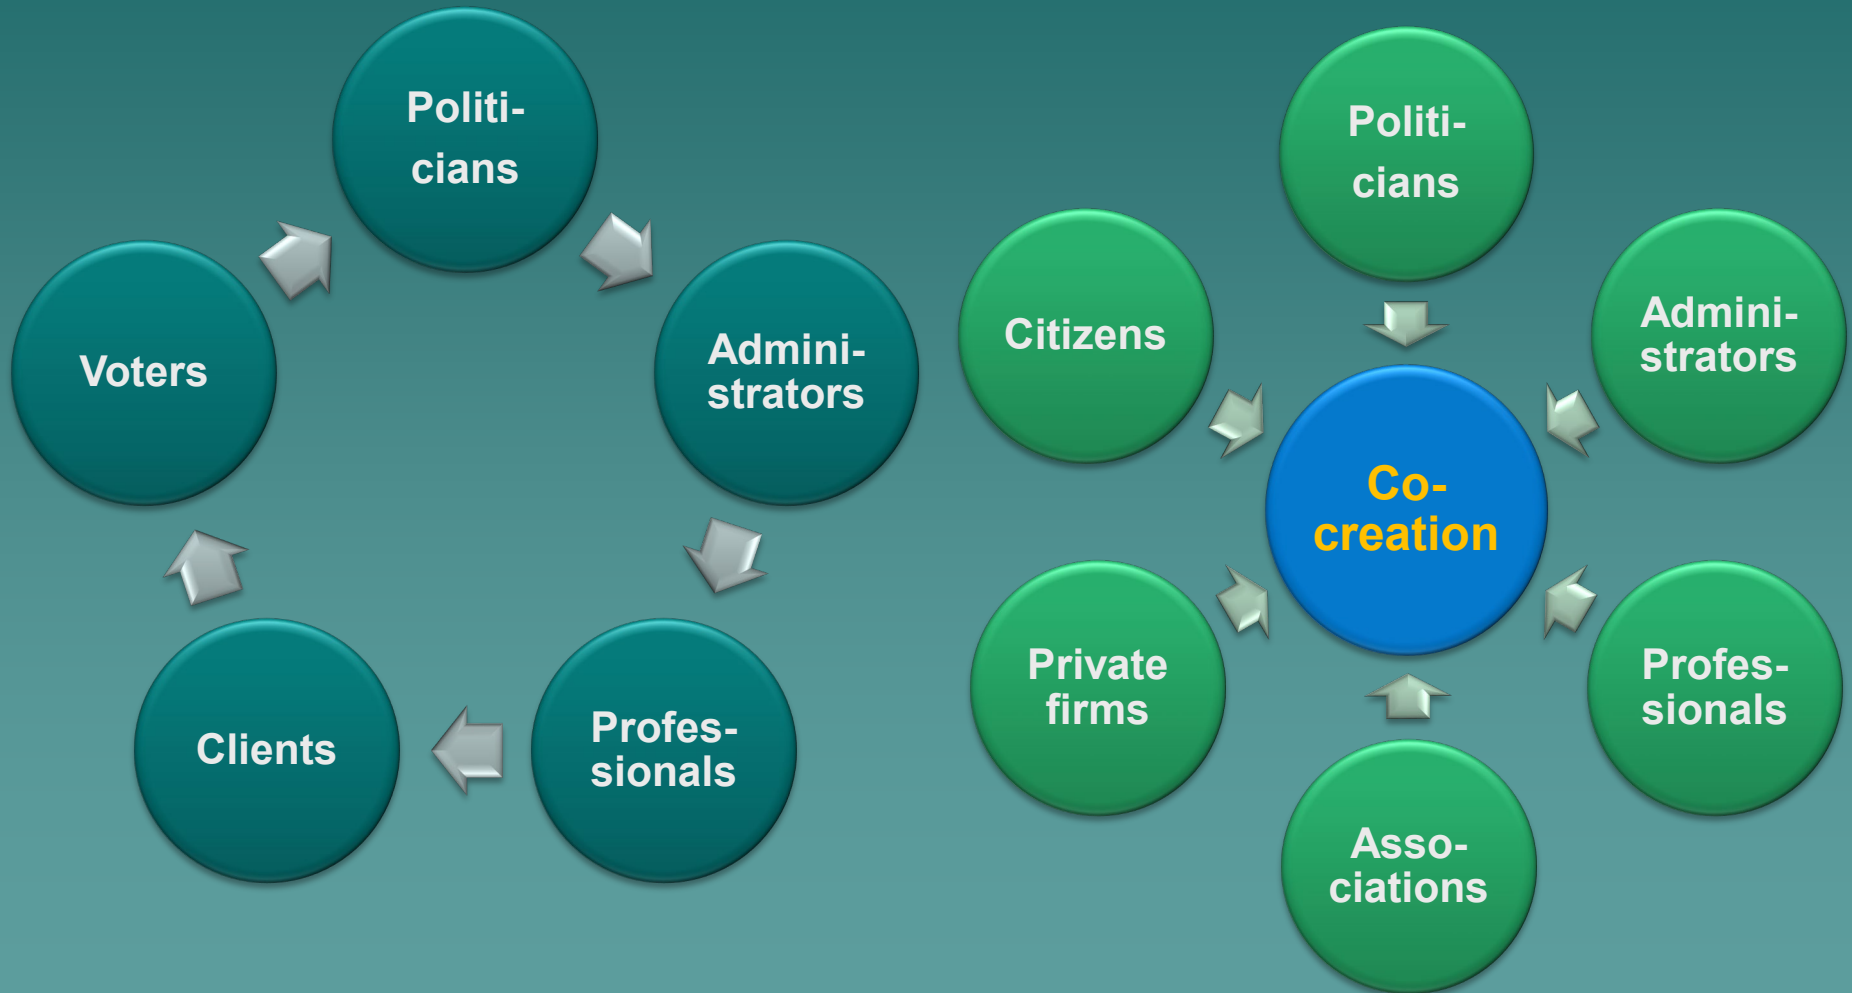 Politi-
cians
Voters
Admini-
strators
Clients
Profes-
sionals
Politi-
cians
Citizens
Admini-
strators
Co-
creation
Private
firms
Profes-
sionals
Asso-
ciations